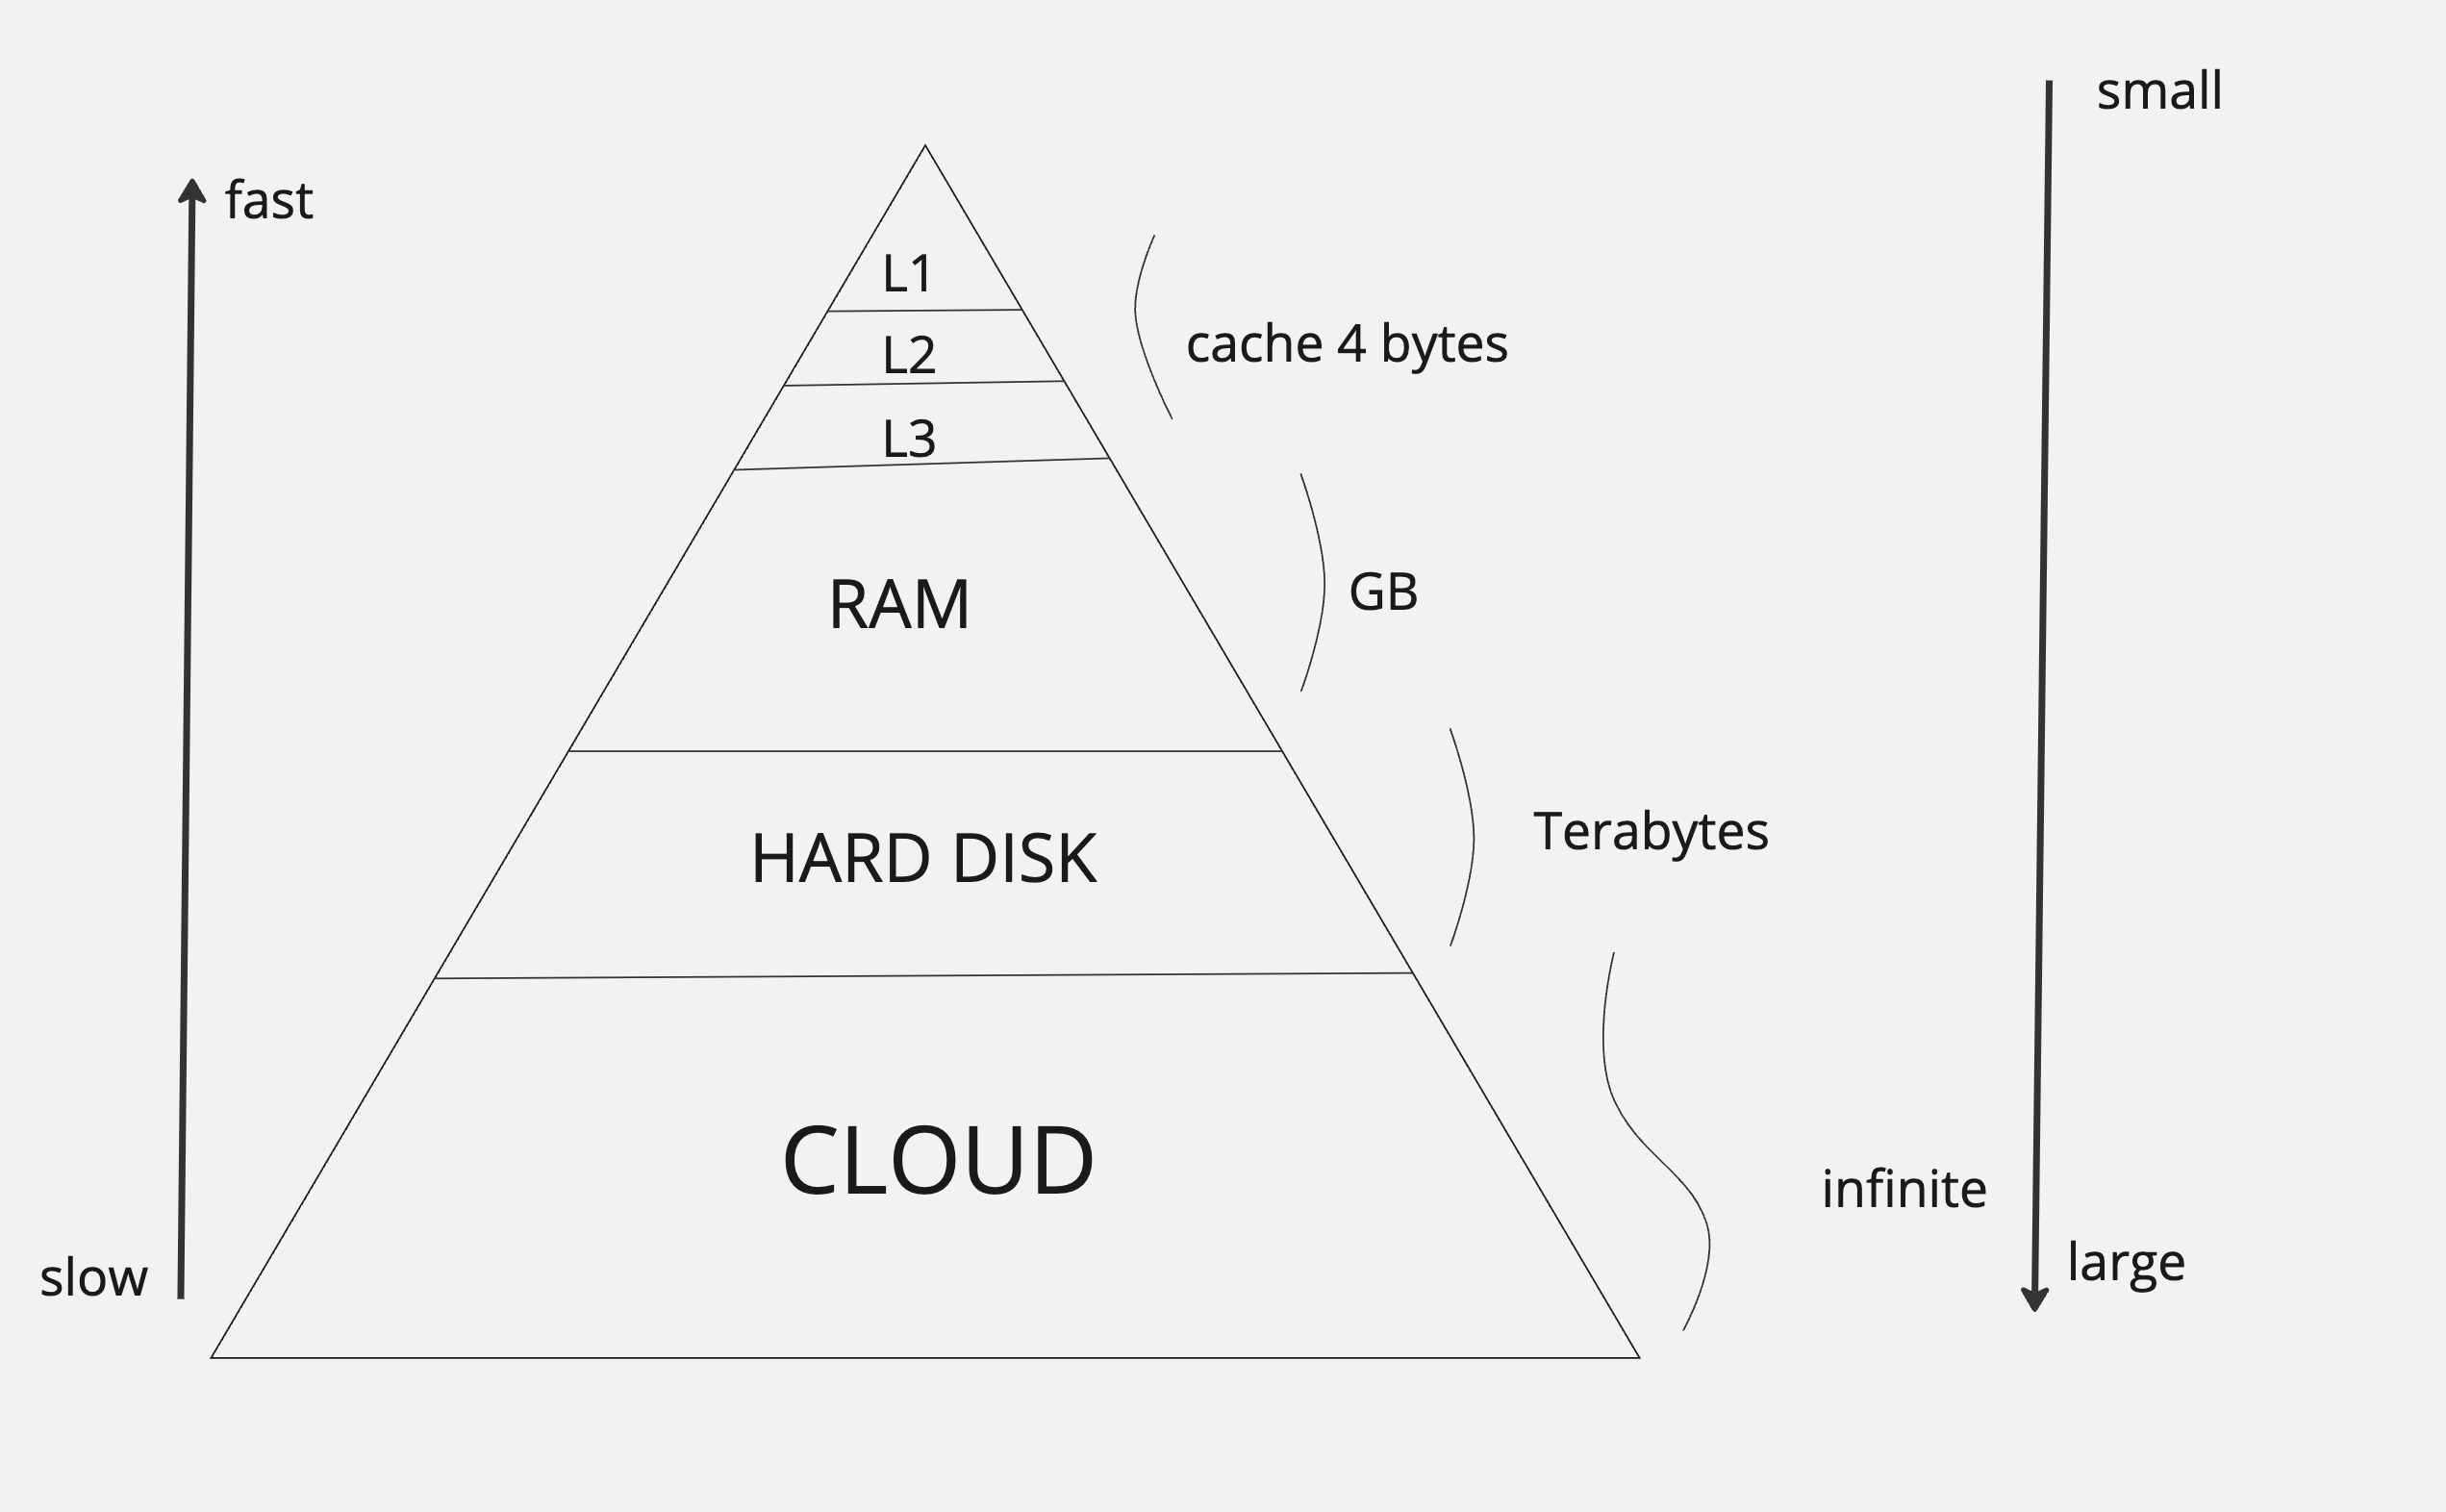 small
fast
L1
L2
cache 4 bytes
L3
RAM
GB
HARD DISK
Terabytes
CLOUD
infinite
large
slow